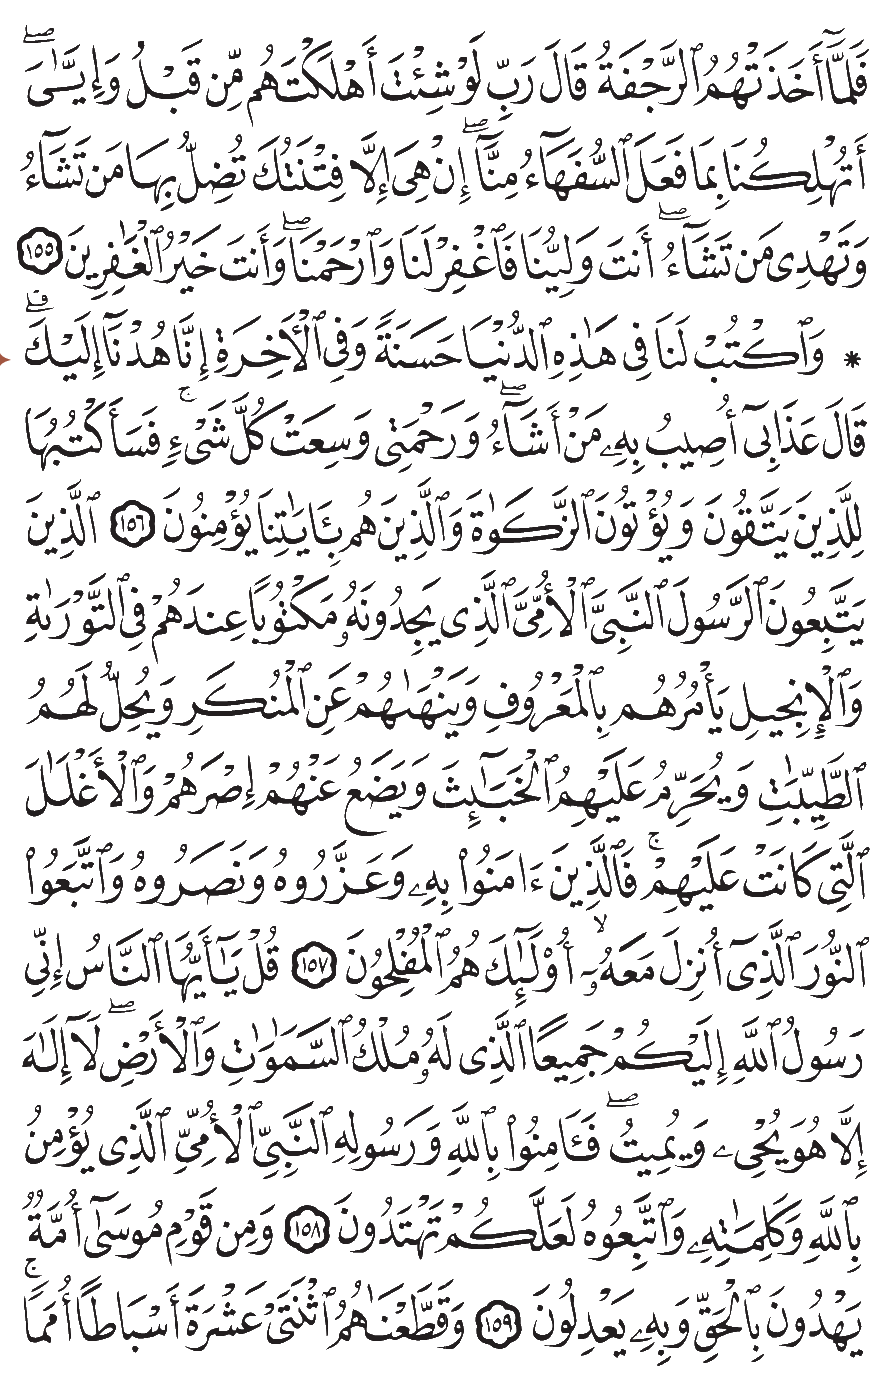 فَلَمَّآ أَخَذَتْهُمُ ٱلرَّجْفَةُ قَالَ رَبِّ لَوْ شِئْتَ أَهْلَكْتَهُم مِّن قَبْلُ وَإِيَّـٰىَۖ
أَتُهْلِكُنَا بِمَا فَعَلَ ٱلسُّفَهَآءُ مِنَّآۖ إِنْ هِىَ إِلَّا فِتْنَتُكَ تُضِلُّ بِهَا مَن تَشَآءُ
وَتَهْدِى مَن تَشَآءُۖ أَنتَ وَلِيُّنَا فَٱغْفِرْ لَنَا وَٱرْحَمْنَاۖ وَأَنتَ خَيْرُ ٱلْغَـٰفِرِينَ ١٥٥
* وَٱكْتُبْ لَنَا فِى هَـٰذِهِ ٱلدُّنْيَا حَسَنَةً وَفِى ٱلْـَٔاخِرَةِ إِنَّا هُدْنَآ إِلَيْكَۚ
قَالَ عَذَابِىٓ أُصِيبُ بِهِۦ مَنْ أَشَآءُۖ وَرَحْمَتِى وَسِعَتْ كُلَّ شَىْءٍۚ فَسَأَكْتُبُهَا
لِلَّذِينَ يَتَّقُونَ وَيُؤْتُونَ ٱلزَّكَوٰةَ وَٱلَّذِينَ هُم بِـَٔايَـٰتِنَا يُؤْمِنُونَ ١٥٦ ٱلَّذِينَ
يَتَّبِعُونَ ٱلرَّسُولَ ٱلنَّبِىَّ ٱلْأُمِّىَّ ٱلَّذِى يَجِدُونَهُۥ مَكْتُوبًا عِندَهُمْ فِى ٱلتَّوْرَىٰةِ
وَٱلْإِنجِيلِ يَأْمُرُهُم بِٱلْمَعْرُوفِ وَيَنْهَىٰهُمْ عَنِ ٱلْمُنكَرِ وَيُحِلُّ لَهُمُ
ٱلطَّيِّبَـٰتِ وَيُحَرِّمُ عَلَيْهِمُ ٱلْخَبَـٰٓئِثَ وَيَضَعُ عَنْهُمْ إِصْرَهُمْ وَٱلْأَغْلَـٰلَ
ٱلَّتِى كَانَتْ عَلَيْهِمْۚ فَٱلَّذِينَ ءَامَنُوا۟ بِهِۦ وَعَزَّرُوهُ وَنَصَرُوهُ وَٱتَّبَعُوا۟
ٱلنُّورَ ٱلَّذِىٓ أُنزِلَ مَعَهُۥٓۙ أُو۟لَـٰٓئِكَ هُمُ ٱلْمُفْلِحُونَ ١٥٧ قُلْ يَـٰٓأَيُّهَا ٱلنَّاسُ إِنِّى
رَسُولُ ٱللَّهِ إِلَيْكُمْ جَمِيعًا ٱلَّذِى لَهُۥ مُلْكُ ٱلسَّمَـٰوَٰتِ وَٱلْأَرْضِۖ لَآ إِلَـٰهَ
إِلَّا هُوَ يُحْىِۦ وَيُمِيتُۖ فَـَٔامِنُوا۟ بِٱللَّهِ وَرَسُولِهِ ٱلنَّبِىِّ ٱلْأُمِّىِّ ٱلَّذِى يُؤْمِنُ
بِٱللَّهِ وَكَلِمَـٰتِهِۦ وَٱتَّبِعُوهُ لَعَلَّكُمْ تَهْتَدُونَ ١٥٨ وَمِن قَوْمِ مُوسَىٰٓ أُمَّةٌ
يَهْدُونَ بِٱلْحَقِّ وَبِهِۦ يَعْدِلُونَ ١٥٩ وَقَطَّعْنَـٰهُمُ ٱثْنَتَىْ عَشْرَةَ أَسْبَاطًا أُمَمًاۚ